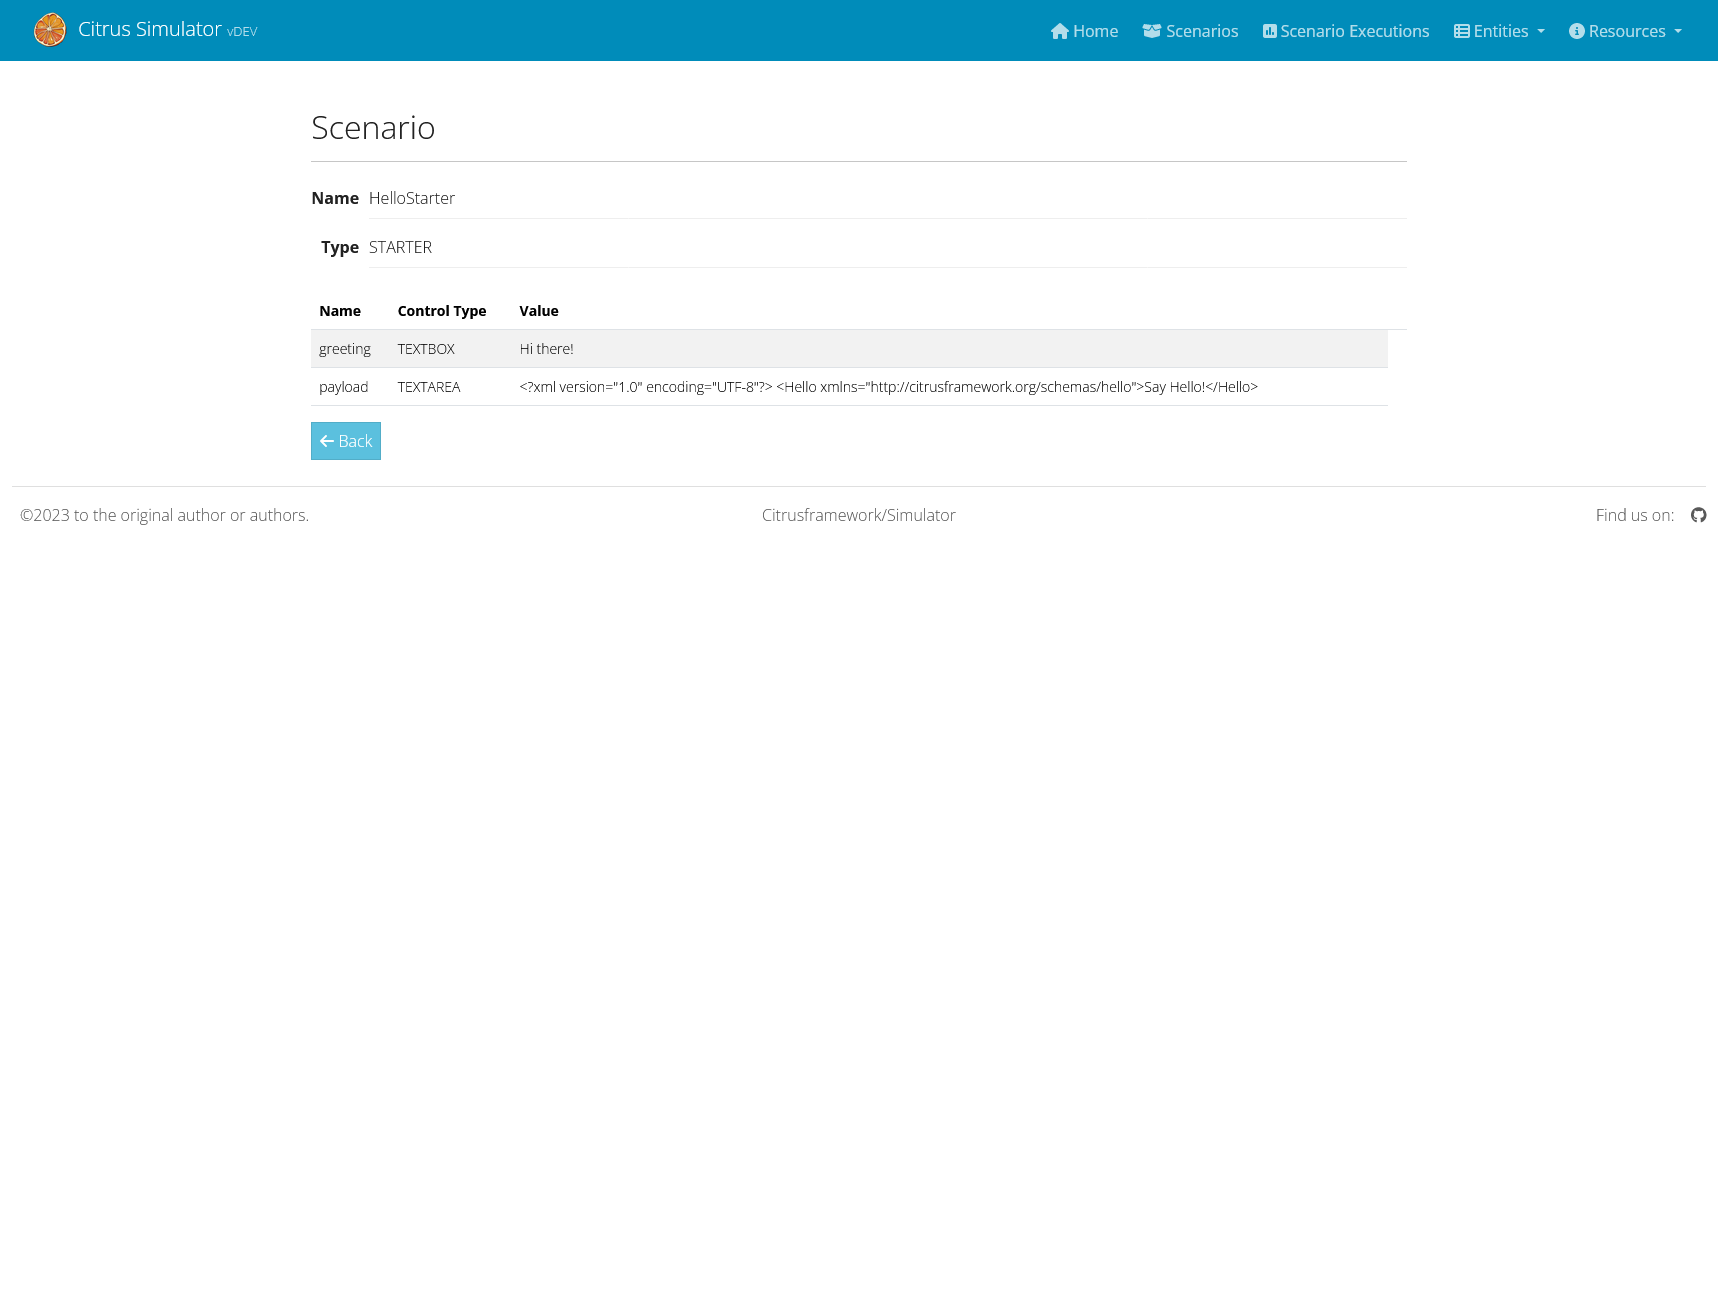 Citrus Simulator vDEV Home Scenarios Scenario Executions Entities Resources
Scenario
Name HelloStarter
Type STARTER
Name Control Type Value
greeting TEXTBOX Hi there!
payload TEXTAREA <?xml version="1.0" encoding="UTF-8"?> <Hello xmlns="http://citrusframework.org/schemas/hello">Say Hello!</Hello>
Back
©2023 to the original author or authors. Citrusframework/Simulator Find us on: